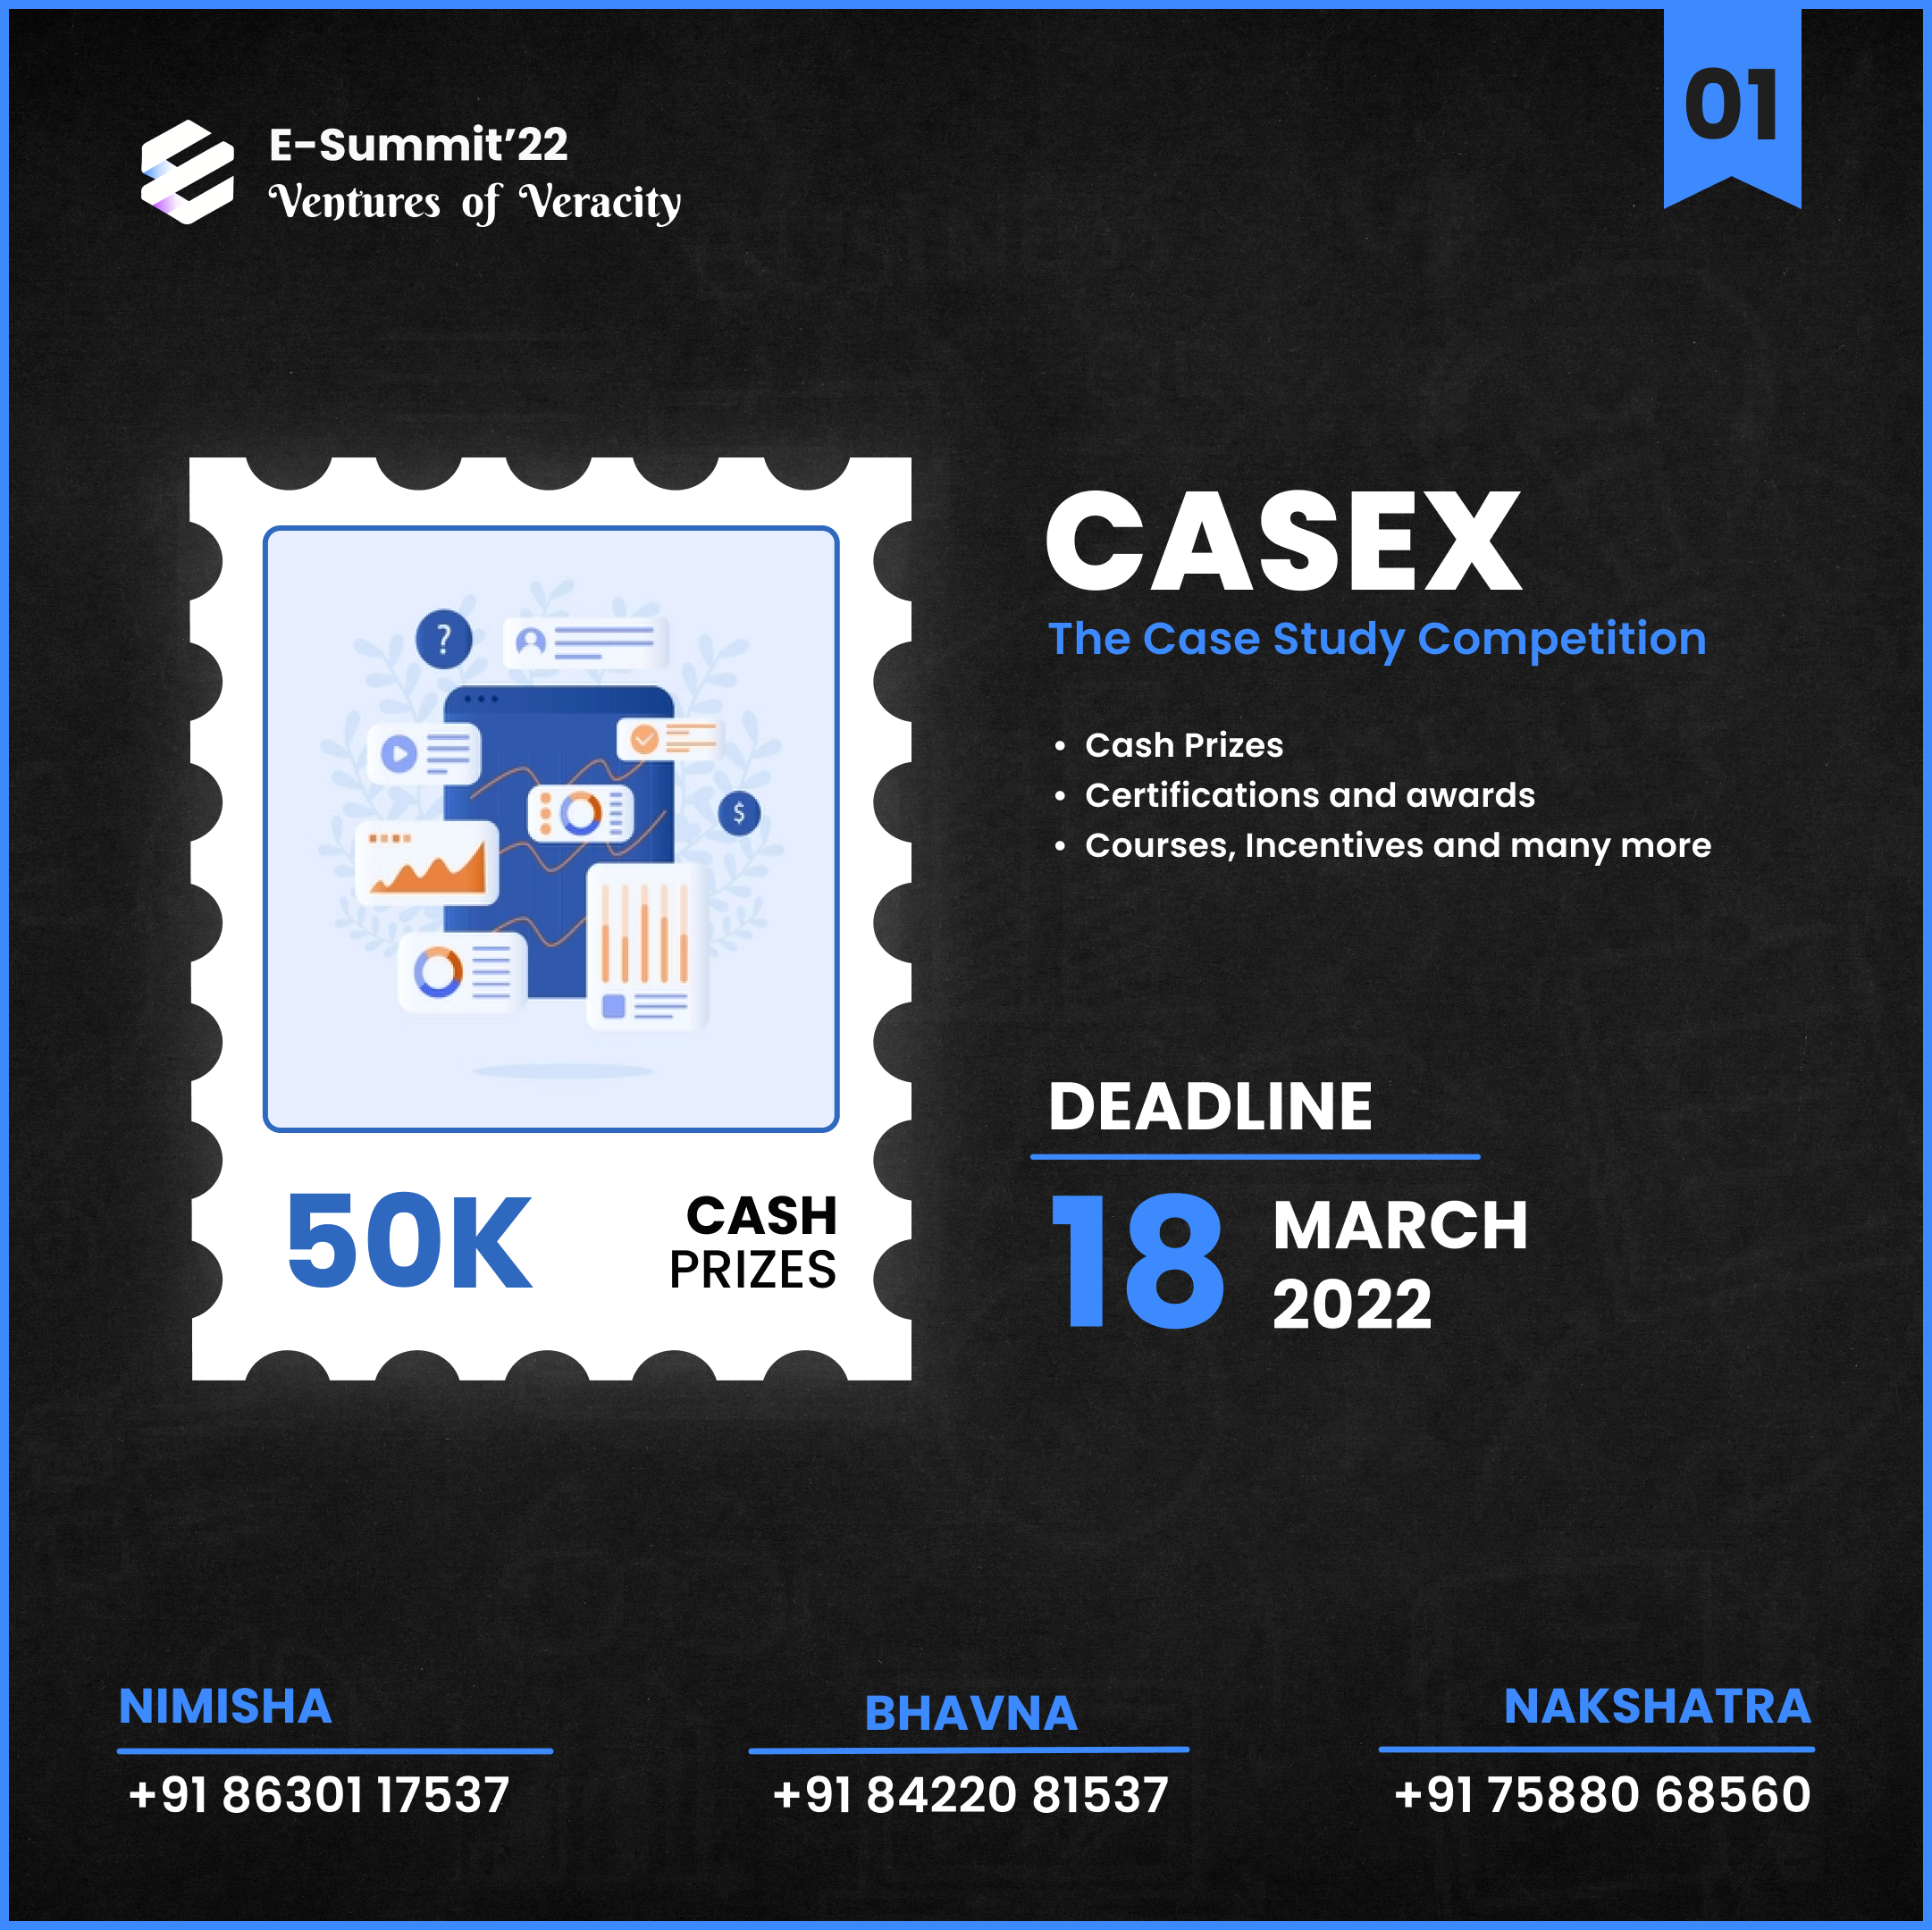 01
E-Summit’22
Ventures of Veracity
?
$
50K
CASH
PRIZES
CASEX
The Case Study Competition
• Cash Prizes
• Certifications and awards
• Courses, Incentives and many more
DEADLINE
18 MARCH
2022
NIMISHA
+91 86301 17537
BHAVNA
+91 84220 81537
NAKSHATRA
+91 75880 68560